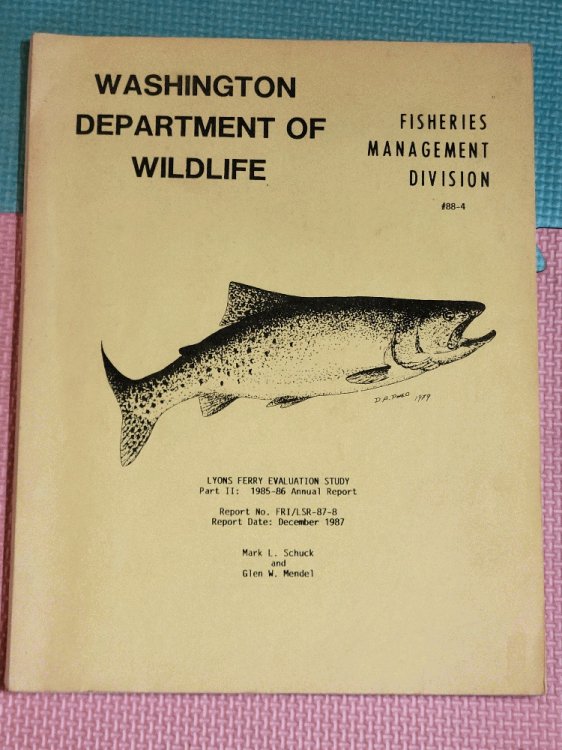 WASHINGTON
DEPARTMENT OF
WILDLIFE
FISHERIES
MANAGEMENT
DIVISION
#88-4
1979
LYONS FERRY EVALUATION STUDY
Part II: 1985-86 Annual Report
Report No. FRI/LSR-87-8
Report Date: December 1987
Mark L. Schuck
and
Glen W. Mendel